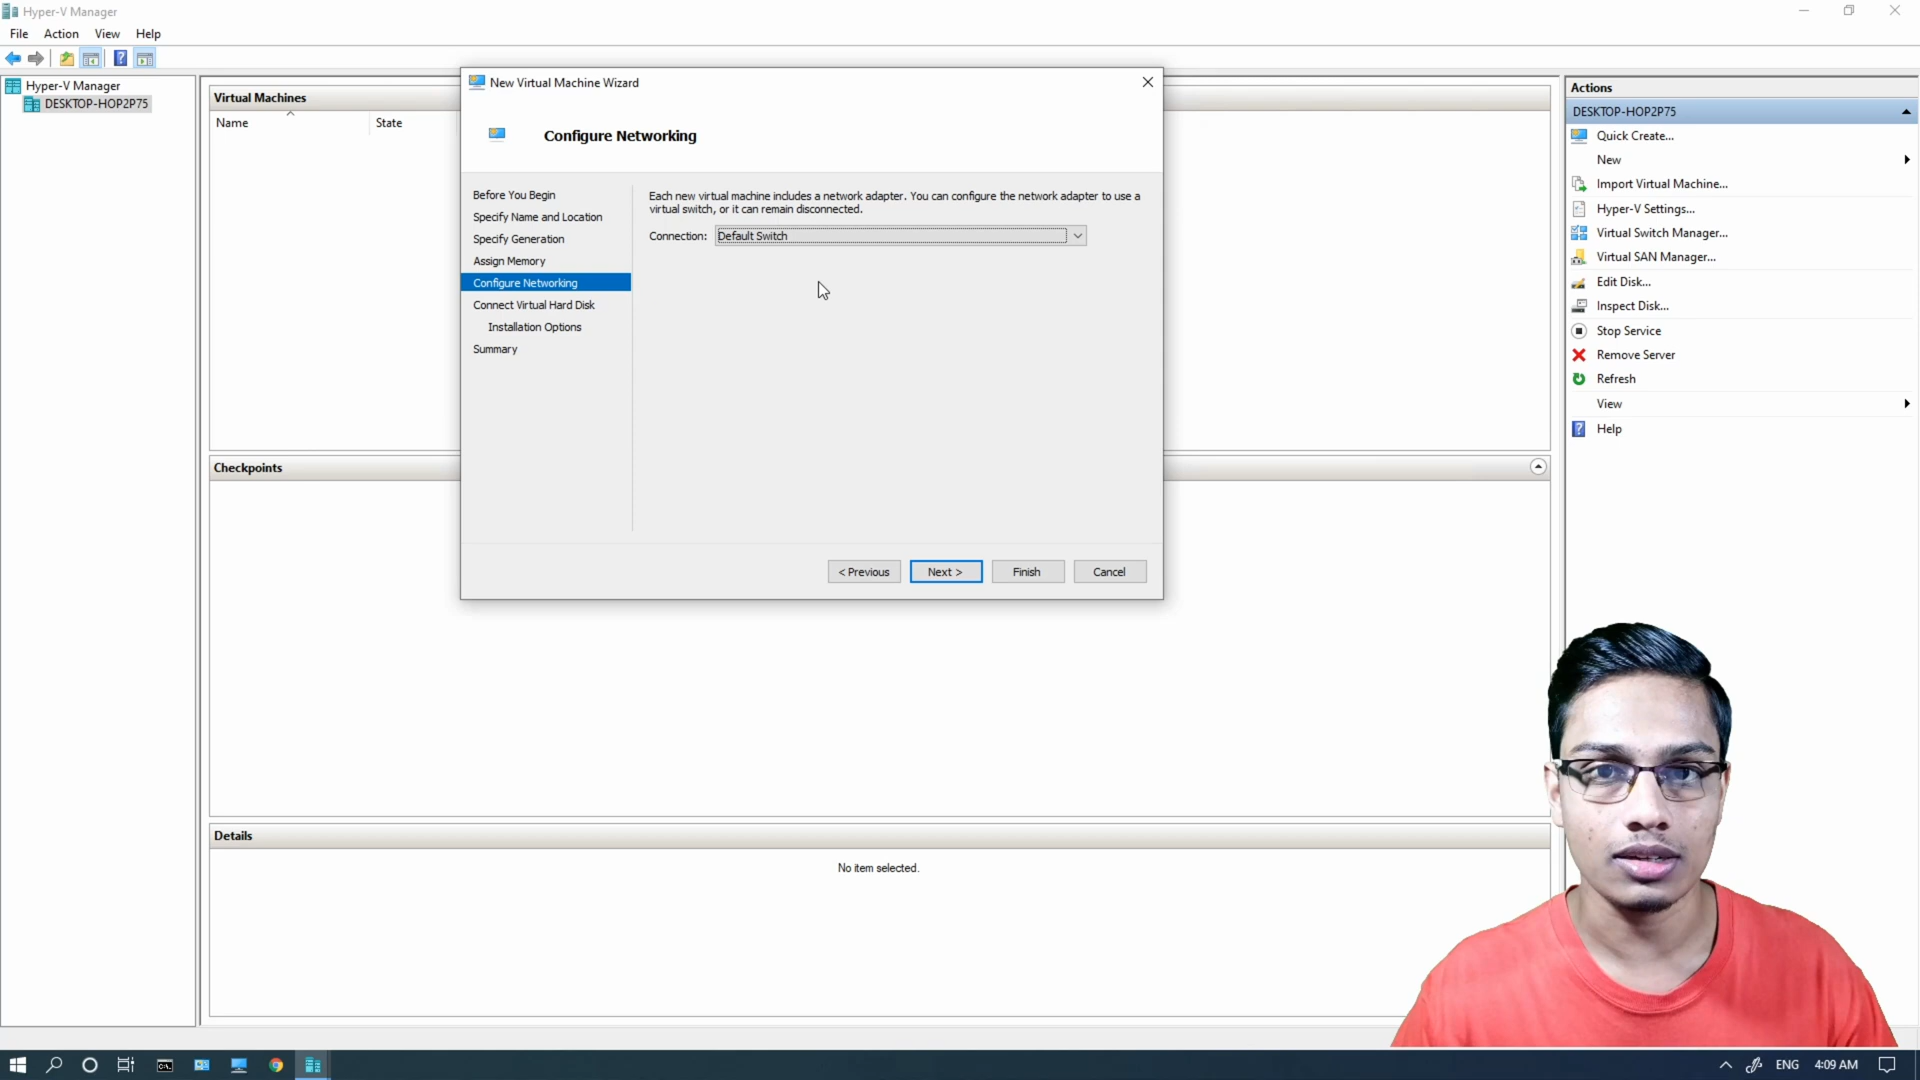 Hyper-V Manager
File Action View Help
Hyper-V Manager
DESKTOP-HOP2P75
Virtual Machines
Name State
New Virtual Machine Wizard
Configure Networking
Before You Begin
Specify Name and Location
Specify Generation
Assign Memory
Configure Networking
Connect Virtual Hard Disk
Installation Options
Summary
Each new virtual machine includes a network adapter. You can configure the network adapter to use a
virtual switch, or it can remain disconnected.
Connection: Default Switch
< Previous Next > Finish Cancel
Checkpoints
Details
No item selected.
Actions
DESKTOP-HOP2P75
Quick Create...
New
Import Virtual Machine...
Hyper-V Settings...
Virtual Switch Manager...
Virtual SAN Manager...
Edit Disk...
Inspect Disk...
Stop Service
Remove Server
Refresh
View
Help
ENG 4:09 AM